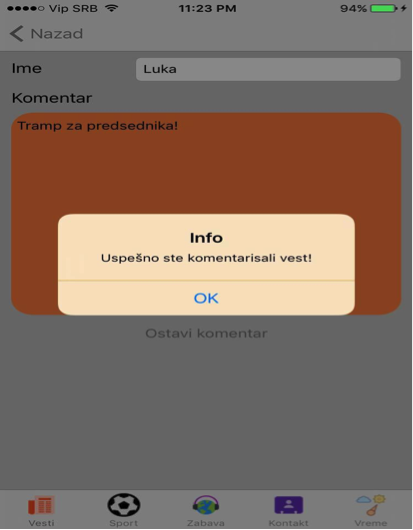 Vip SRB 11:23 PM 94%
Nazad
Ime Luka
Komentar
Tramp za predsednika!
Info
Uspešno ste komentarisali vest!
OK
Ostavi komentar
Vesti Sport Zabava Kontakt Vreme